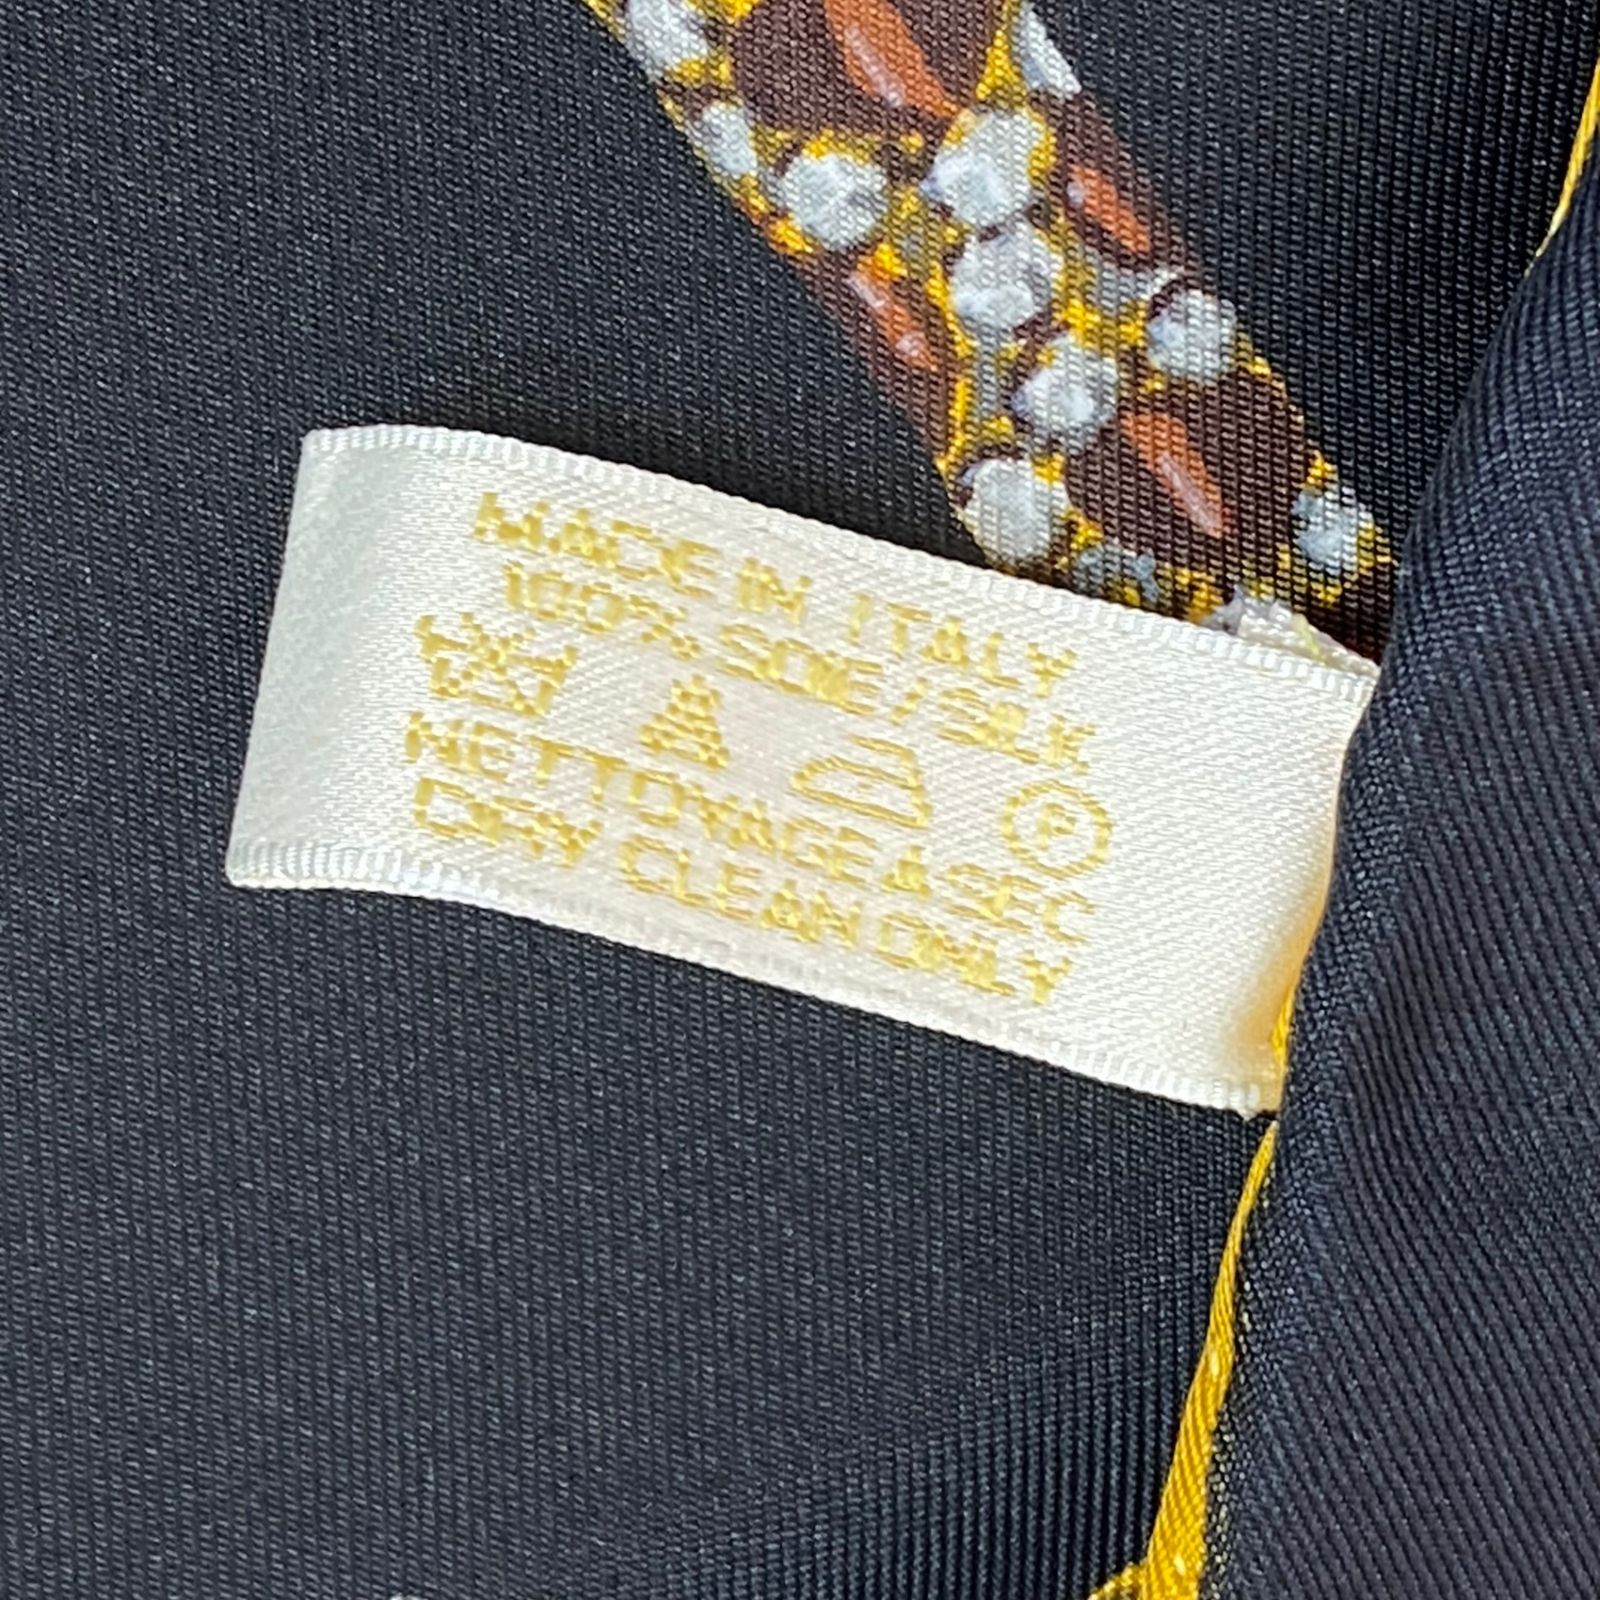 MADE IN ITALY
100% SOIE/SILK
P
NETTOYAGE A SEC
DRY CLEAN ONLY